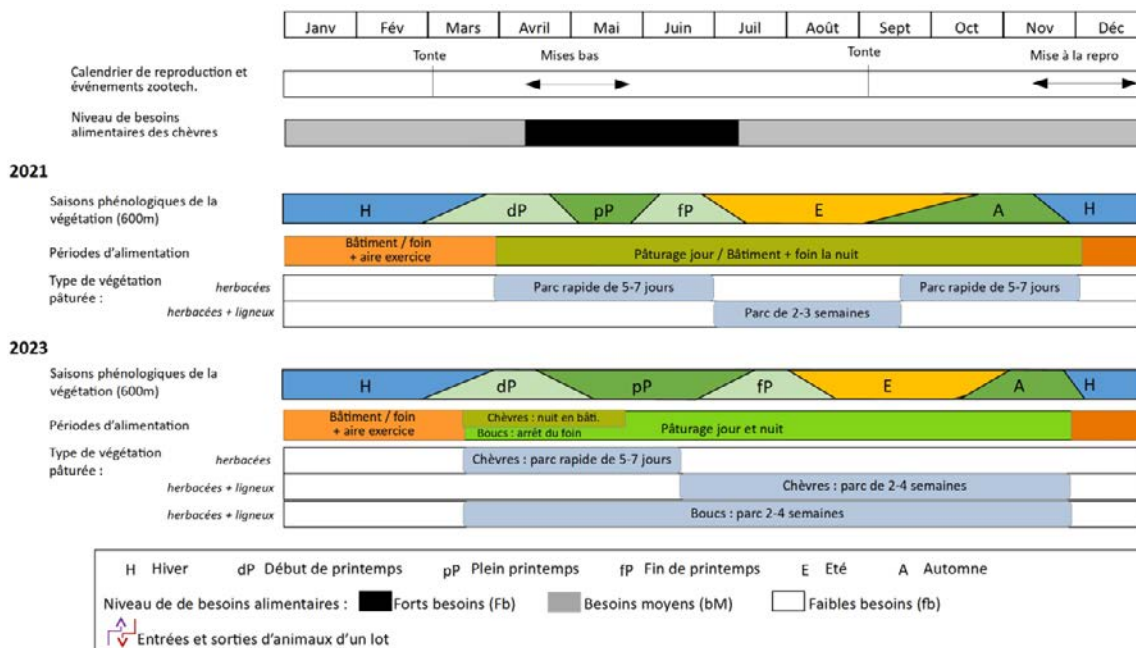 Janv Fév Mars Avril Mai Juin Juil Août Sept Oct Nov Déc
Tonte Mises bas Tonte Mise à la repro
Calendrier de reproduction et
événements zootech.
Niveau de besoins
alimentaires des chèvres
2021
Saisons phénologiques de la
végétation (600m)
H dP pP fP E A H
Périodes d'alimentation
Bâtiment / foin
+ aire exercice
Pâturage jour / Bâtiment + foin la nuit
Type de végétation
pâturée :
herbacées
Parc rapide de 5-7 jours
Parc rapide de 5-7 jours
herbacées + ligneux
Parc de 2-3 semaines
2023
Saisons phénologiques de la
végétation (600m)
H dP pP fP E A H
Périodes d'alimentation
Bâtiment / foin
+ aire exercice
Chèvres : nuit en bâti.
Boucs : arrêt du foin
Pâturage jour et nuit
Type de végétation
pâturée :
herbacées
Chèvres : parc rapide de 5-7 jours
herbacées + ligneux
Chèvres : parc de 2-4 semaines
herbacées + ligneux
Boucs : parc 2-4 semaines
H Hiver dP Début de printemps pP Plein printemps fP Fin de printemps E Eté A Automne
Niveau de de besoins alimentaires : Forts besoins (Fb) Besoins moyens (bM) Faibles besoins (fb)
Entrées et sorties d'animaux d'un lot